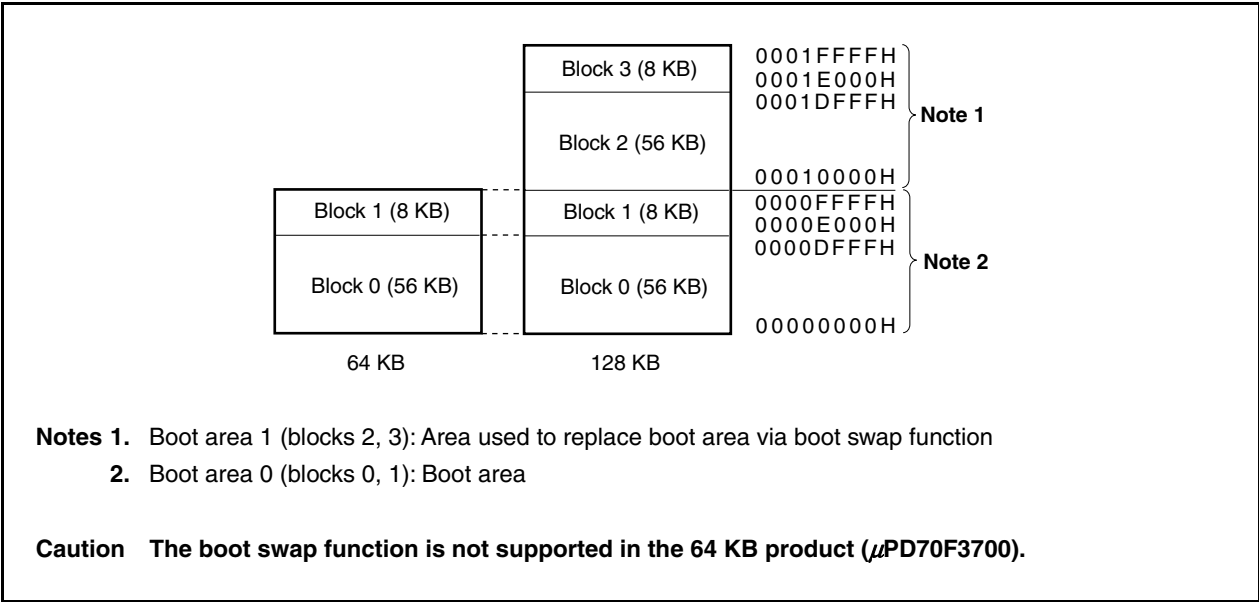 Block 3 (8 KB)
Block 2 (56 KB)
Block 1 (8 KB)
Block 0 (56 KB)
64 KB
Block 1 (8 KB)
Block 0 (56 KB)
128 KB
0001FFFFH
0001E000H
0001DFFFH
00010000H
Note 1
0000FFFFH
0000E000H
0000DFFFH
00000000H
Note 2
Notes 1. Boot area 1 (blocks 2, 3): Area used to replace boot area via boot swap function
2. Boot area 0 (blocks 0, 1): Boot area
Caution The boot swap function is not supported in the 64 KB product (μPD70F3700).